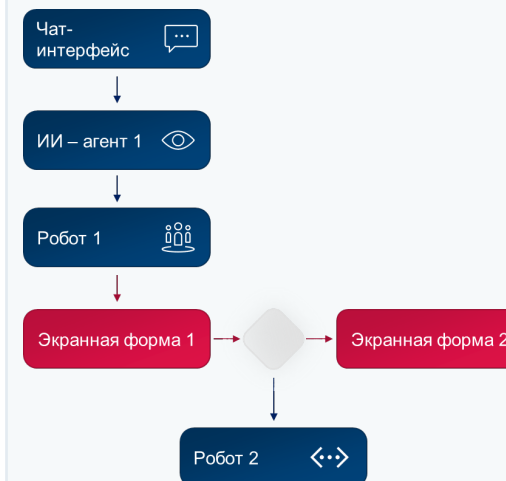 Чат-
интерфейс
ИИ – агент 1
Робот 1
Экранная форма 1
Экранная форма 2
Робот 2